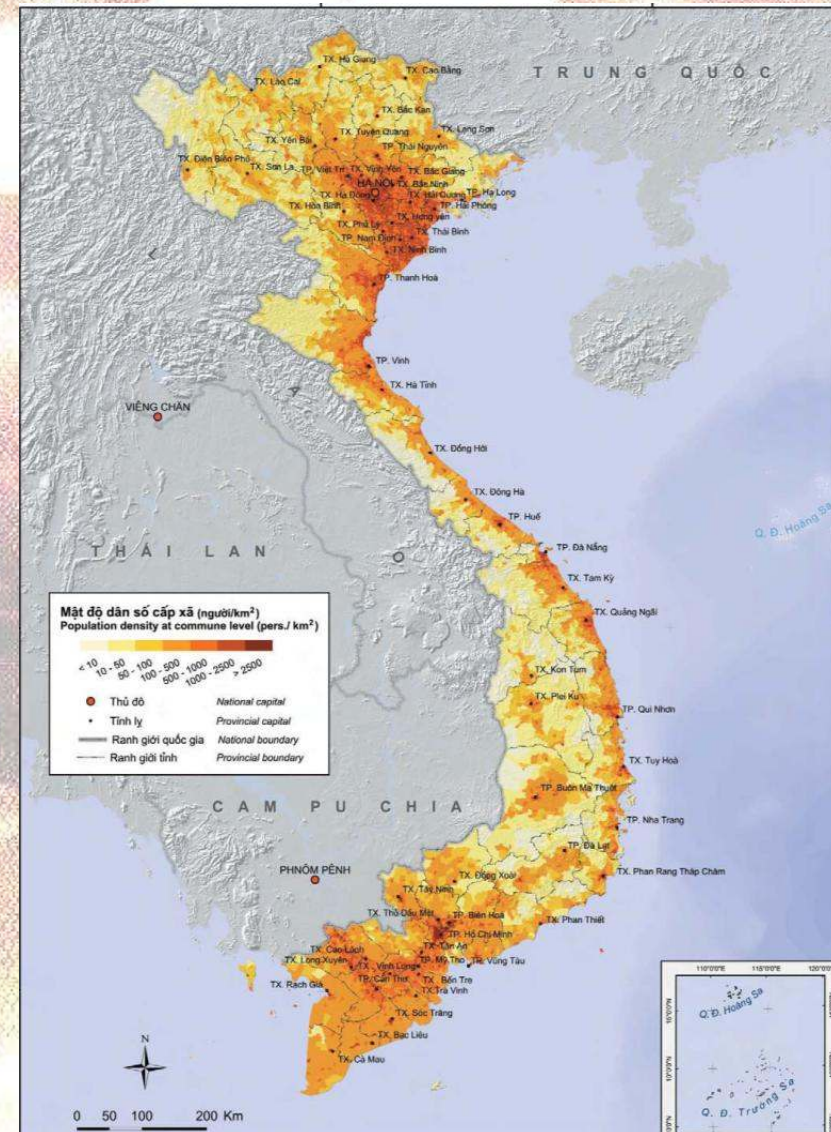 TRUNG QUỐC
TX. Hà Giang
TX. Cao Bằng
TX. Lào Cai
TX. Bắc Kạn
TX. Lạng Sơn
TX. Tuyên Quang
TX. Yên Bái
TP. Thái Nguyên
TX. Điện Biên Phủ
TX. Sơn La
TP. Việt Trì
TX. Vĩnh Yên
TX. Bắc Giang
HÀ NỘI
TX. Bắc Ninh
TP. Hạ Long
TX. Hà Đông
TX. Hải Dương
TX. Hòa Bình
TP. Hải Phòng
TX. Hưng yên
TX. Phủ Lý
TX. Thái Bình
TP. Nam Định
TX. Ninh Bình
TP. Thanh Hoá
TP. Vinh
TX. Hà Tĩnh
L
A
O
VIÊNG CHĂN
TX. Đồng Hới
TX. Đông Hà
TP. Huế
Q. Đ. Hoàng Sa
THÁI LAN
TP. Đà Nẵng
TX. Tam Kỳ
TX. Quảng Ngãi
Mật độ dân số cấp xã (người/km²)
Population density at commune level (pers./ km²)
< 10
10 - 50
50 - 100
100 - 500
500 - 1000
1000 - 2500
> 2500
Thủ đô National capital
Tỉnh lỵ Provincial capital
Ranh giới quốc gia National boundary
Ranh giới tỉnh Provincial boundary
TX. Kon Tum
TX. Plei Ku
TP. Qui Nhơn
TX. Tuy Hoà
CAM PU CHIA
TP. Buôn Ma Thuột
TP. Nha Trang
TP. Đà Lạt
PHNÔM PÊNH
TX. Phan Rang Tháp Chàm
TX. Đồng Xoài
TX. Tây Ninh
TX. Thủ Dầu Một
TP. Biên Hoà
TX. Phan Thiết
TP. Hồ Chí Minh
TX. Cao Lãnh
TX. Tân An
TX. Long Xuyên
TX. Vĩnh Long
TP. Mỹ Tho
TP. Vũng Tàu
TX. Rạch Giá
TP. Cần Thơ
TX. Bến Tre
TX.Trà Vinh
TX. Sóc Trăng
TX. Bạc Liêu
TX. Cà Mau
N
0 50 100 200 Km
110°0'0"E 115°0'0"E
Q. Đ. Hoàng Sa
Q. Đ. Trường Sa